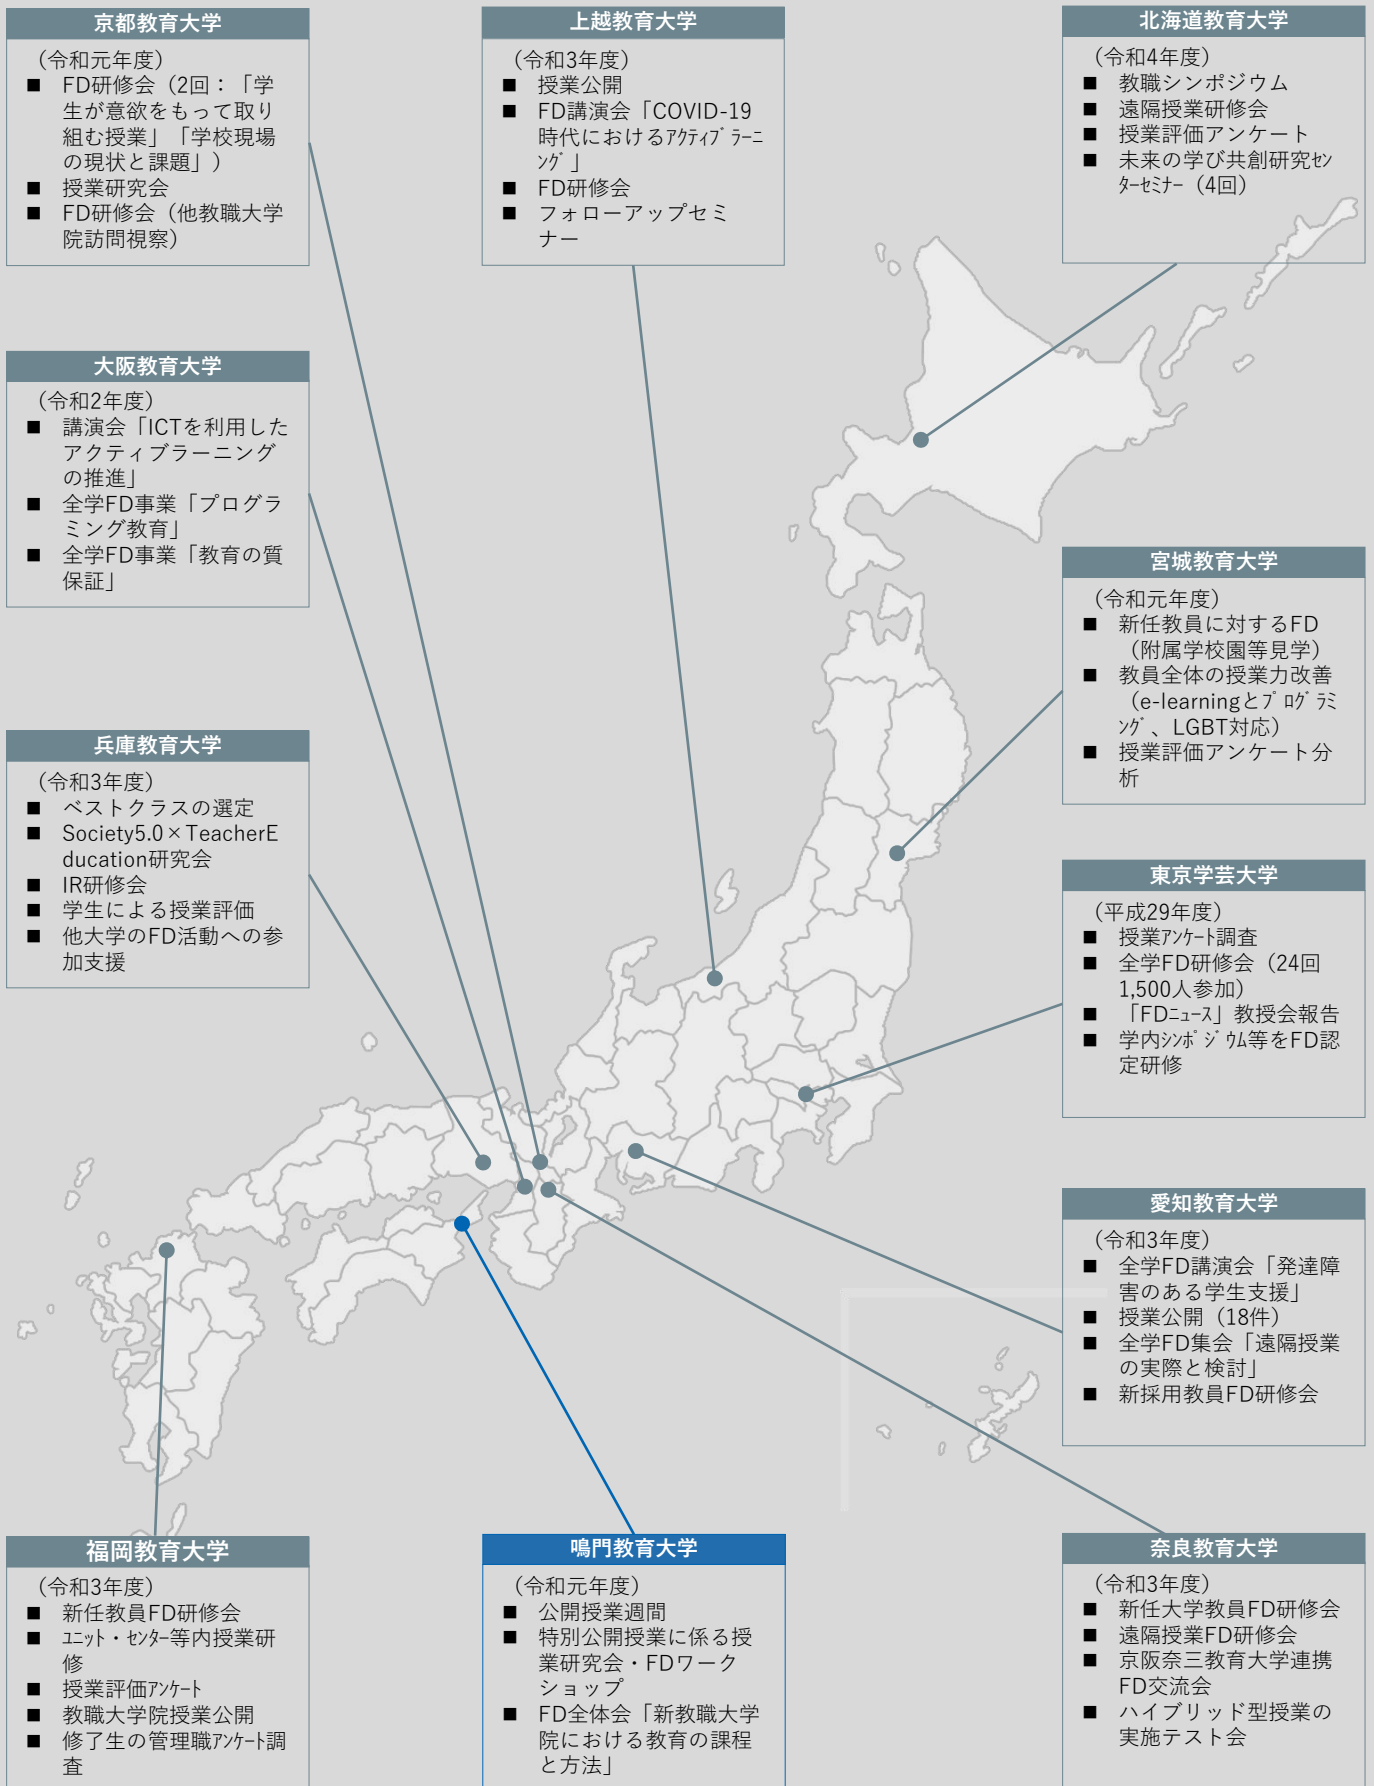 京都教育大学
（令和元年度）
■ FD研修会（2回：「学
生が意欲をもって取り
組む授業」「学校現場
の現状と課題」）
■ 授業研究会
■ FD研修会（他教職大学
院訪問視察）
上越教育大学
（令和3年度）
■ 授業公開
■ FD講演会「COVID-19
時代におけるｱｸﾃｨﾌﾞﾗｰﾆ
ﾝｸﾞ」
■ FD研修会
■ フォローアップセミ
ナー
北海道教育大学
（令和4年度）
■ 教職シンポジウム
■ 遠隔授業研修会
■ 授業評価アンケート
■ 未来の学び共創研究ｾﾝ
ﾀｰｾﾐﾅｰ（4回）
大阪教育大学
（令和2年度）
■ 講演会「ICTを利用した
アクティブラーニング
の推進」
■ 全学FD事業「プログラ
ミング教育」
■ 全学FD事業「教育の質
保証」
宮城教育大学
（令和元年度）
■ 新任教員に対するFD
（附属学校園等見学）
■ 教員全体の授業力改善
（e-learningとﾌﾟﾛｸﾞﾗﾐ
ﾝｸﾞ、LGBT対応）
■ 授業評価アンケート分
析
兵庫教育大学
（令和3年度）
■ ベストクラスの選定
■ Society5.0×TeacherE
ducation研究会
■ IR研修会
■ 学生による授業評価
■ 他大学のFD活動への参
加支援
東京学芸大学
（平成29年度）
■ 授業ｱﾝｹｰﾄ調査
■ 全学FD研修会（24回
1,500人参加）
■ 「FDﾆｭｰｽ」教授会報告
■ 学内ｼﾝﾎﾟｼﾞｳﾑ等をFD認
定研修
愛知教育大学
（令和3年度）
■ 全学FD講演会「発達障
害のある学生支援」
■ 授業公開（18件）
■ 全学FD集会「遠隔授業
の実際と検討」
■ 新採用教員FD研修会
福岡教育大学
（令和3年度）
■ 新任教員FD研修会
■ ﾕﾆｯﾄ・ｾﾝﾀｰ等内授業研
修
■ 授業評価ｱﾝｹｰﾄ
■ 教職大学院授業公開
■ 修了生の管理職ｱﾝｹｰﾄ調
査
鳴門教育大学
（令和元年度）
■ 公開授業週間
■ 特別公開授業に係る授
業研究会・FDワーク
ショップ
■ FD全体会「新教職大学
院における教育の課程
と方法」
奈良教育大学
（令和3年度）
■ 新任大学教員FD研修会
■ 遠隔授業FD研修会
■ 京阪奈三教育大学連携
FD交流会
■ ハイブリッド型授業の
実施テスト会